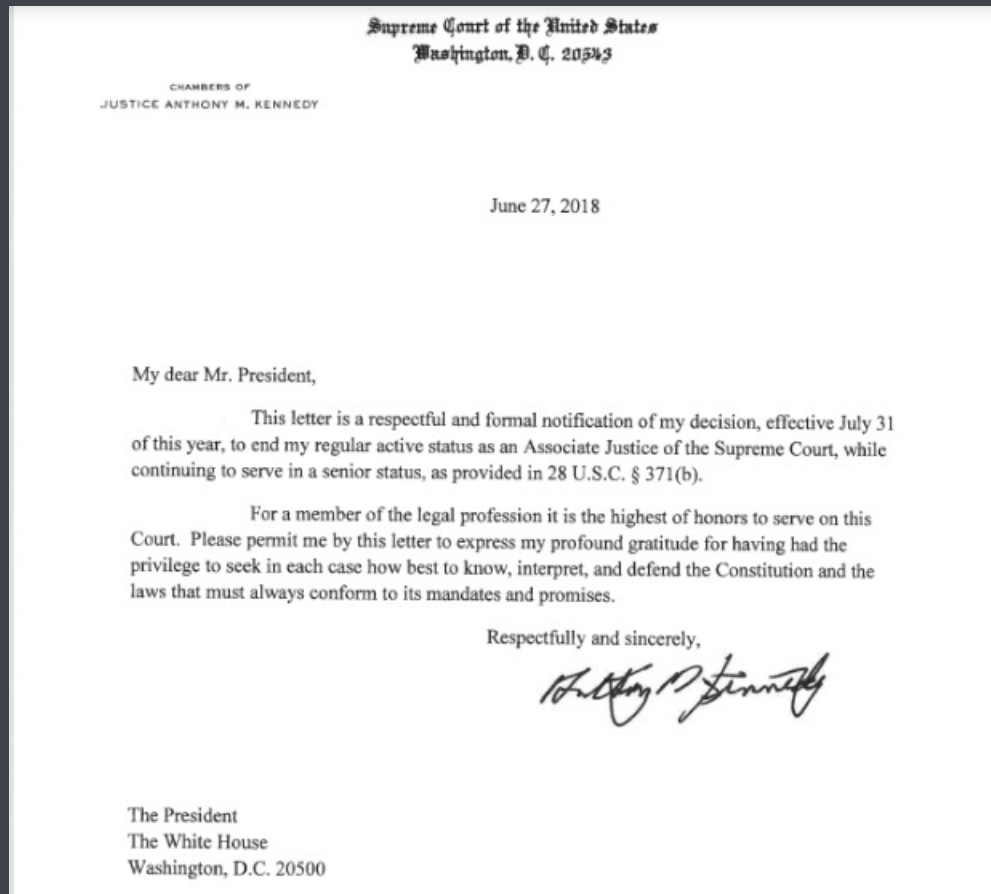 Supreme Court of the United States
Washington, D. C. 20543
CHAMBERS OF
JUSTICE ANTHONY M. KENNEDY
June 27, 2018
My dear Mr. President,
This letter is a respectful and formal notification of my decision, effective July 31
of this year, to end my regular active status as an Associate Justice of the Supreme Court, while
continuing to serve in a senior status, as provided in 28 U.S.C. § 371(b).
For a member of the legal profession it is the highest of honors to serve on this
Court. Please permit me by this letter to express my profound gratitude for having had the
privilege to seek in each case how best to know, interpret, and defend the Constitution and the
laws that must always conform to its mandates and promises.
Respectfully and sincerely,
Anthony M Kennedy
The President
The White House
Washington, D.C. 20500